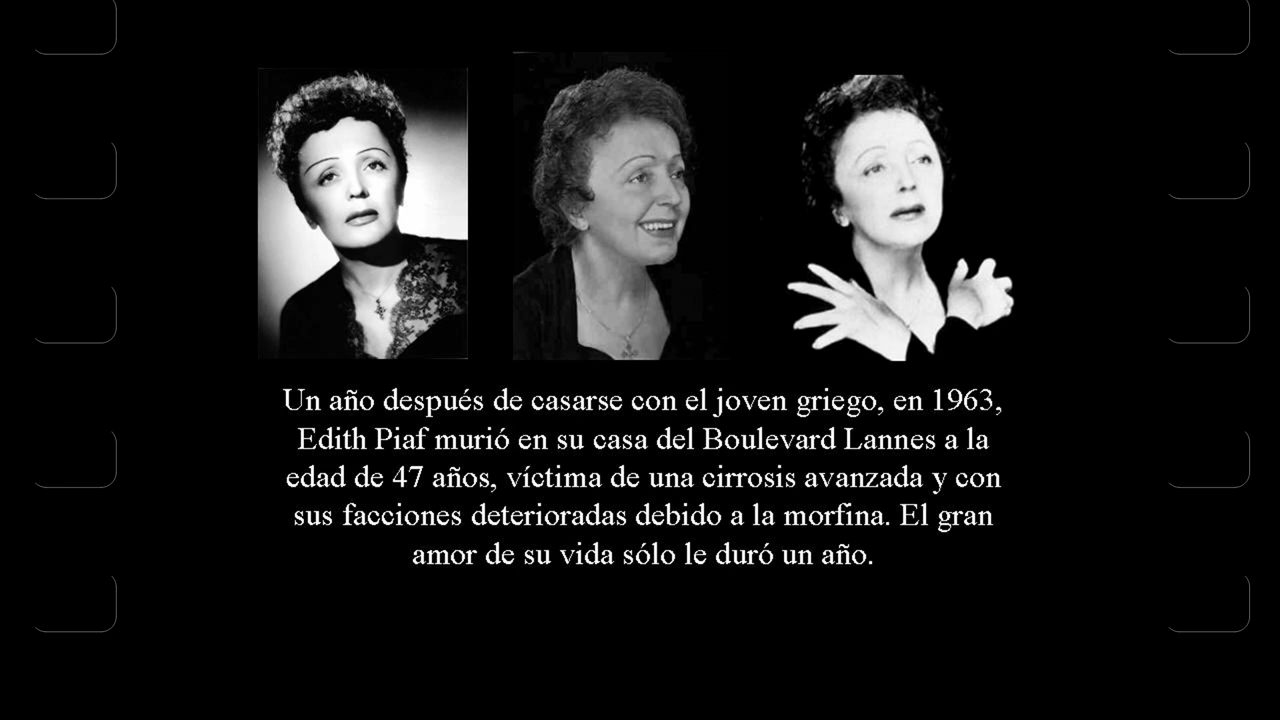 Un año después de casarse con el joven griego, en 1963,
Edith Piaf murió en su casa del Boulevard Lannes a la
edad de 47 años, víctima de una cirrosis avanzada y con
sus facciones deterioradas debido a la morfina. El gran
amor de su vida sólo le duró un año.